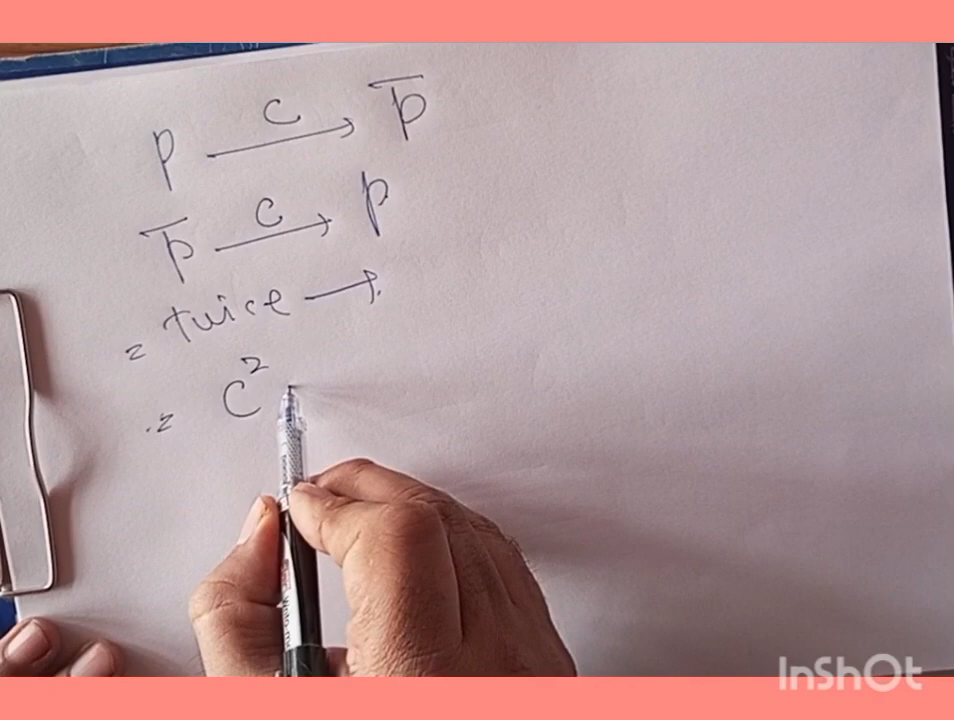 p →^C p̅
p̅ →^C p
= twice →
= C²
InShOt